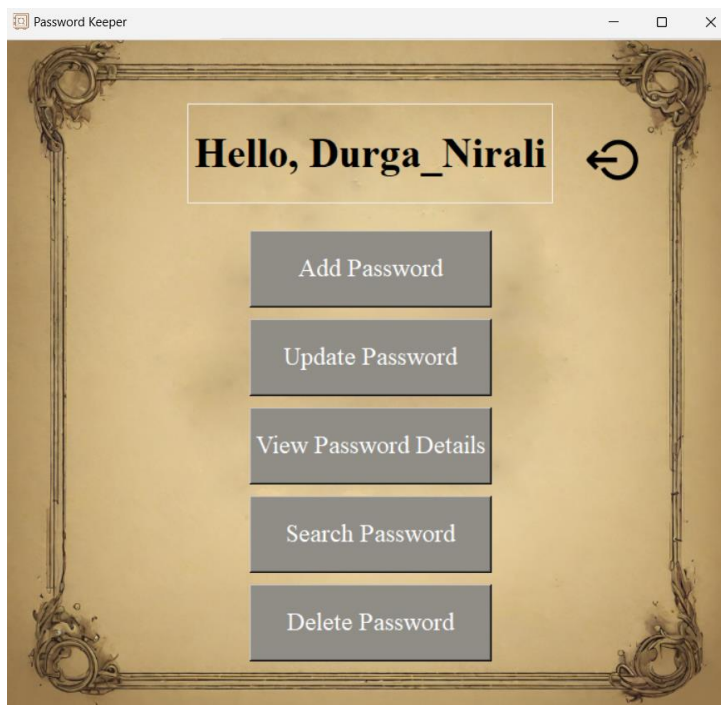 Password Keeper
Hello, Durga_Nirali
Add Password
Update Password
View Password Details
Search Password
Delete Password